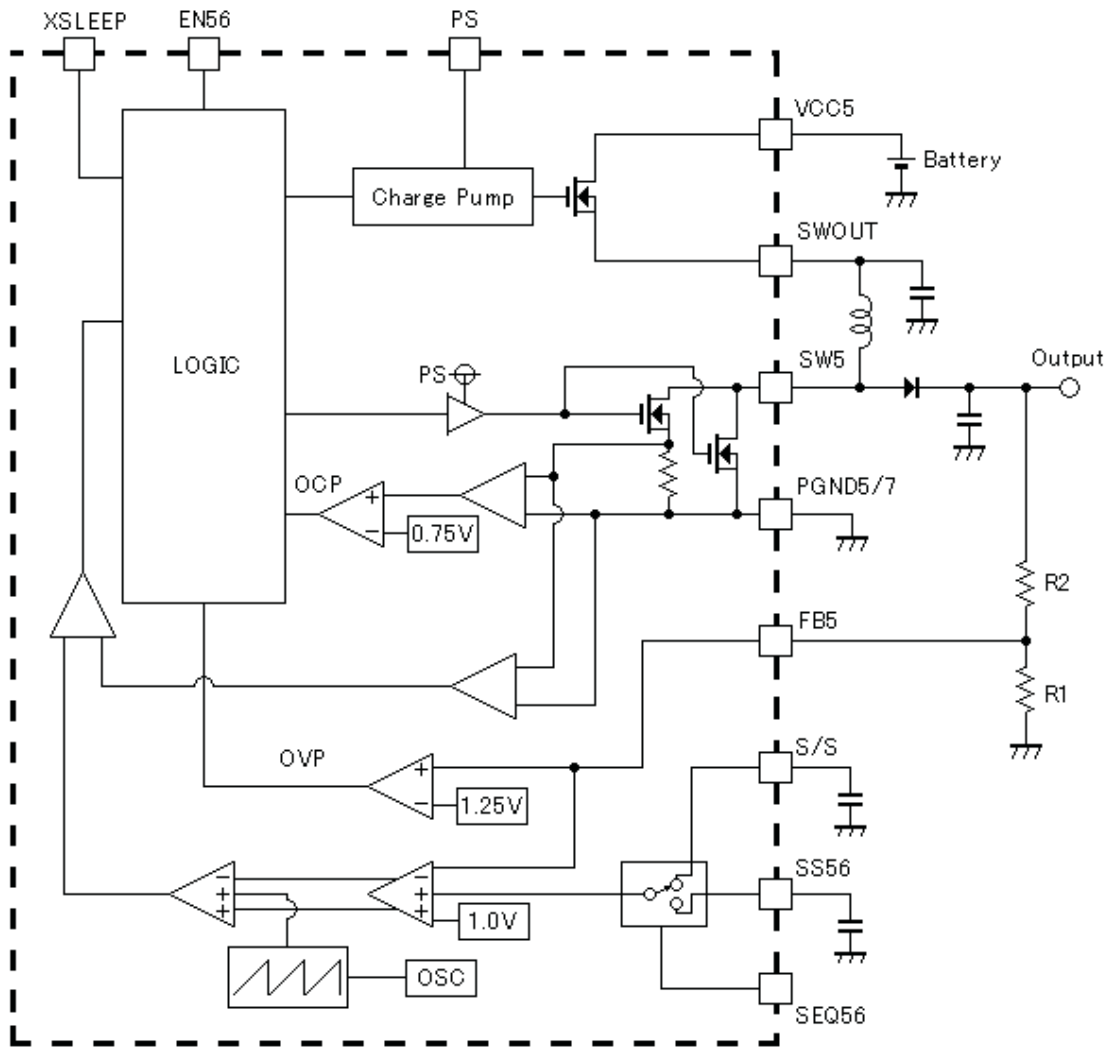 XSLEEP
EN56
PS
VCC5
Battery
Charge Pump
SWOUT
LOGIC
PS
SW5
Output
OCP
+
−
0.75V
PGND5/7
R2
FB5
R1
OVP
+
−
1.25V
S/S
−
+
+
−
+
+
1.0V
SS56
OSC
SEQ56